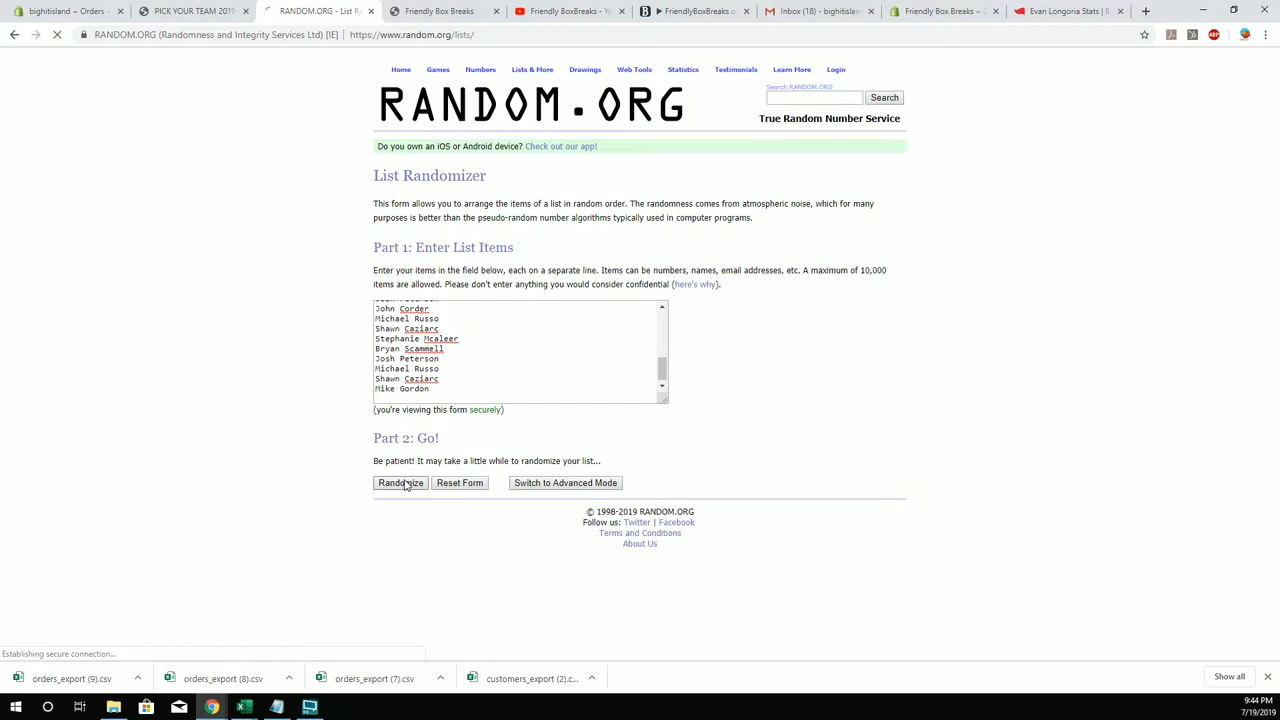 bighitisland ~ Orders ~
PICK YOUR TEAM 2019
RANDOM.ORG - List R
Friendly Box Breaks
Friendly BoxBreaks - Yo
FriendlyBoxBreaks o
Inbox (18) - bighitislan
Friendly Box Breaks ~
Evan Longoria Stats | B
RANDOM.ORG (Randomness and Integrity Services Ltd) [IE] | https://www.random.org/lists/
ABP
Home Games Numbers Lists & More Drawings Web Tools Statistics Testimonials Learn More Login
RANDOM.ORG
Search RANDOM.ORG
Search
True Random Number Service
Do you own an iOS or Android device? Check out our app!
List Randomizer
This form allows you to arrange the items of a list in random order. The randomness comes from atmospheric noise, which for many
purposes is better than the pseudo-random number algorithms typically used in computer programs.
Part 1: Enter List Items
Enter your items in the field below, each on a separate line. Items can be numbers, names, email addresses, etc. A maximum of 10,000
items are allowed. Please don't enter anything you would consider confidential (here's why).
John Corder
Michael Russo
Shawn Caziarc
Stephanie Mcaleer
Bryan Scammell
Josh Peterson
Michael Russo
Shawn Caziarc
Mike Gordon
(you're viewing this form securely)
Part 2: Go!
Be patient! It may take a little while to randomize your list...
Randomize Reset Form Switch to Advanced Mode
© 1998-2019 RANDOM.ORG
Follow us: Twitter | Facebook
Terms and Conditions
About Us
Establishing secure connection...
orders_export (9).csv
orders_export (8).csv
orders_export (7).csv
customers_export (2).c...
Show all
9:44 PM
7/19/2019